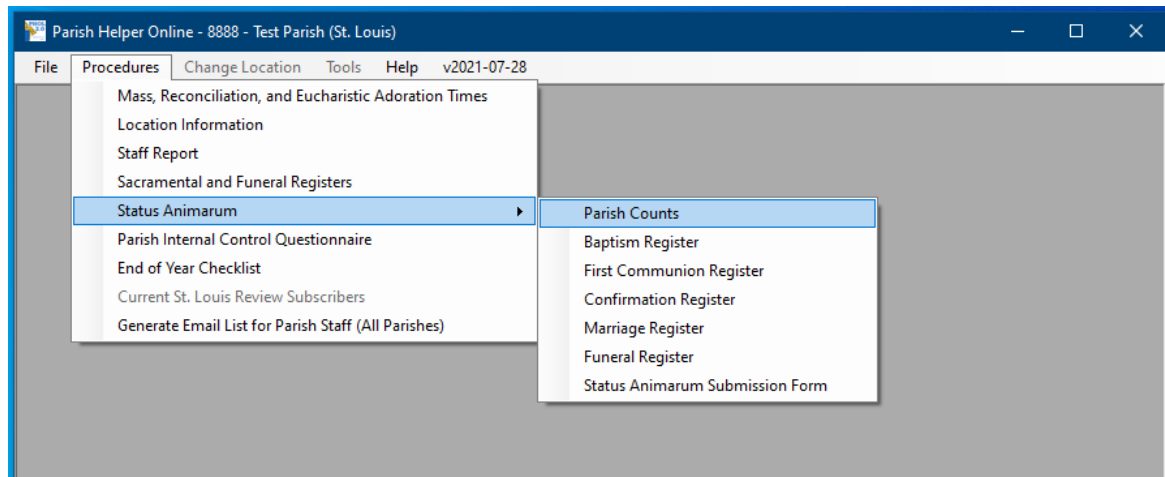 Parish Helper Online - 8888 - Test Parish (St. Louis)
File Procedures Change Location Tools Help v2021-07-28
Mass, Reconciliation, and Eucharistic Adoration Times
Location Information
Staff Report
Sacramental and Funeral Registers
Status Animarum
Parish Internal Control Questionnaire
End of Year Checklist
Current St. Louis Review Subscribers
Generate Email List for Parish Staff (All Parishes)
Parish Counts
Baptism Register
First Communion Register
Confirmation Register
Marriage Register
Funeral Register
Status Animarum Submission Form